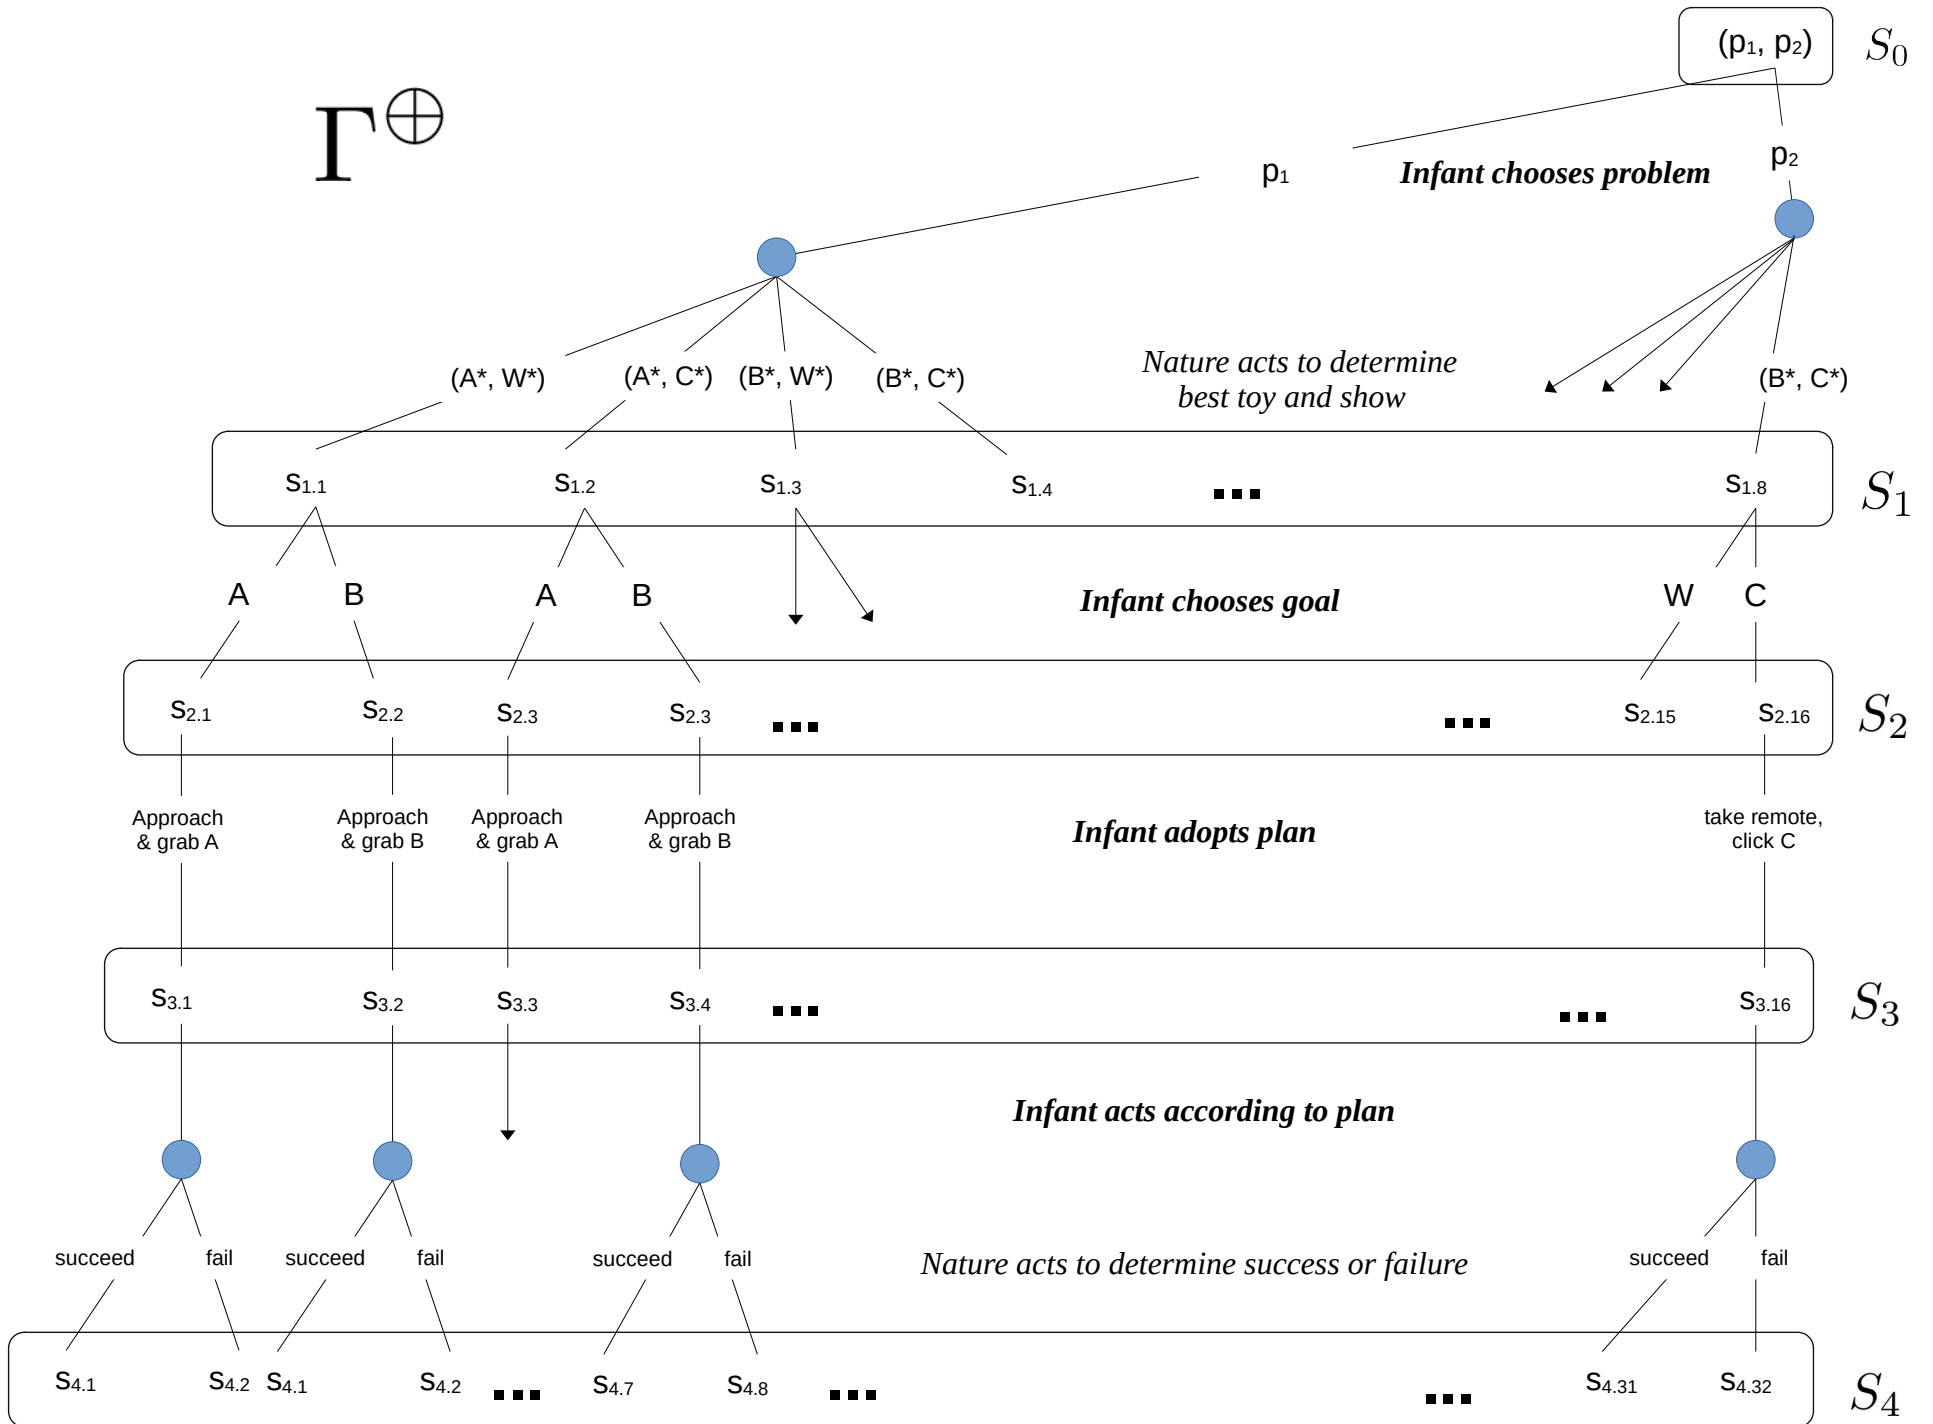 (p₁, p₂)
S₀
Γ⊕
p₁
Infant chooses problem
p₂
(A*, W*)
(A*, C*)
(B*, W*)
(B*, C*)
Nature acts to determine
best toy and show
(B*, C*)
s₁.₁
s₁.₂
s₁.₃
s₁.₄
...
s₁.₈
S₁
A
B
A
B
Infant chooses goal
W
C
s₂.₁
s₂.₂
s₂.₃
s₂.₃
...
...
s₂.₁₅
s₂.₁₆
S₂
Approach
& grab A
Approach
& grab B
Approach
& grab A
Approach
& grab B
Infant adopts plan
take remote,
click C
s₃.₁
s₃.₂
s₃.₃
s₃.₄
...
...
s₃.₁₆
S₃
Infant acts according to plan
succeed
fail
succeed
fail
succeed
fail
Nature acts to determine success or failure
succeed
fail
s₄.₁
s₄.₂
s₄.₁
s₄.₂
...
s₄.₇
s₄.₈
...
...
s₄.₃₁
s₄.₃₂
S₄